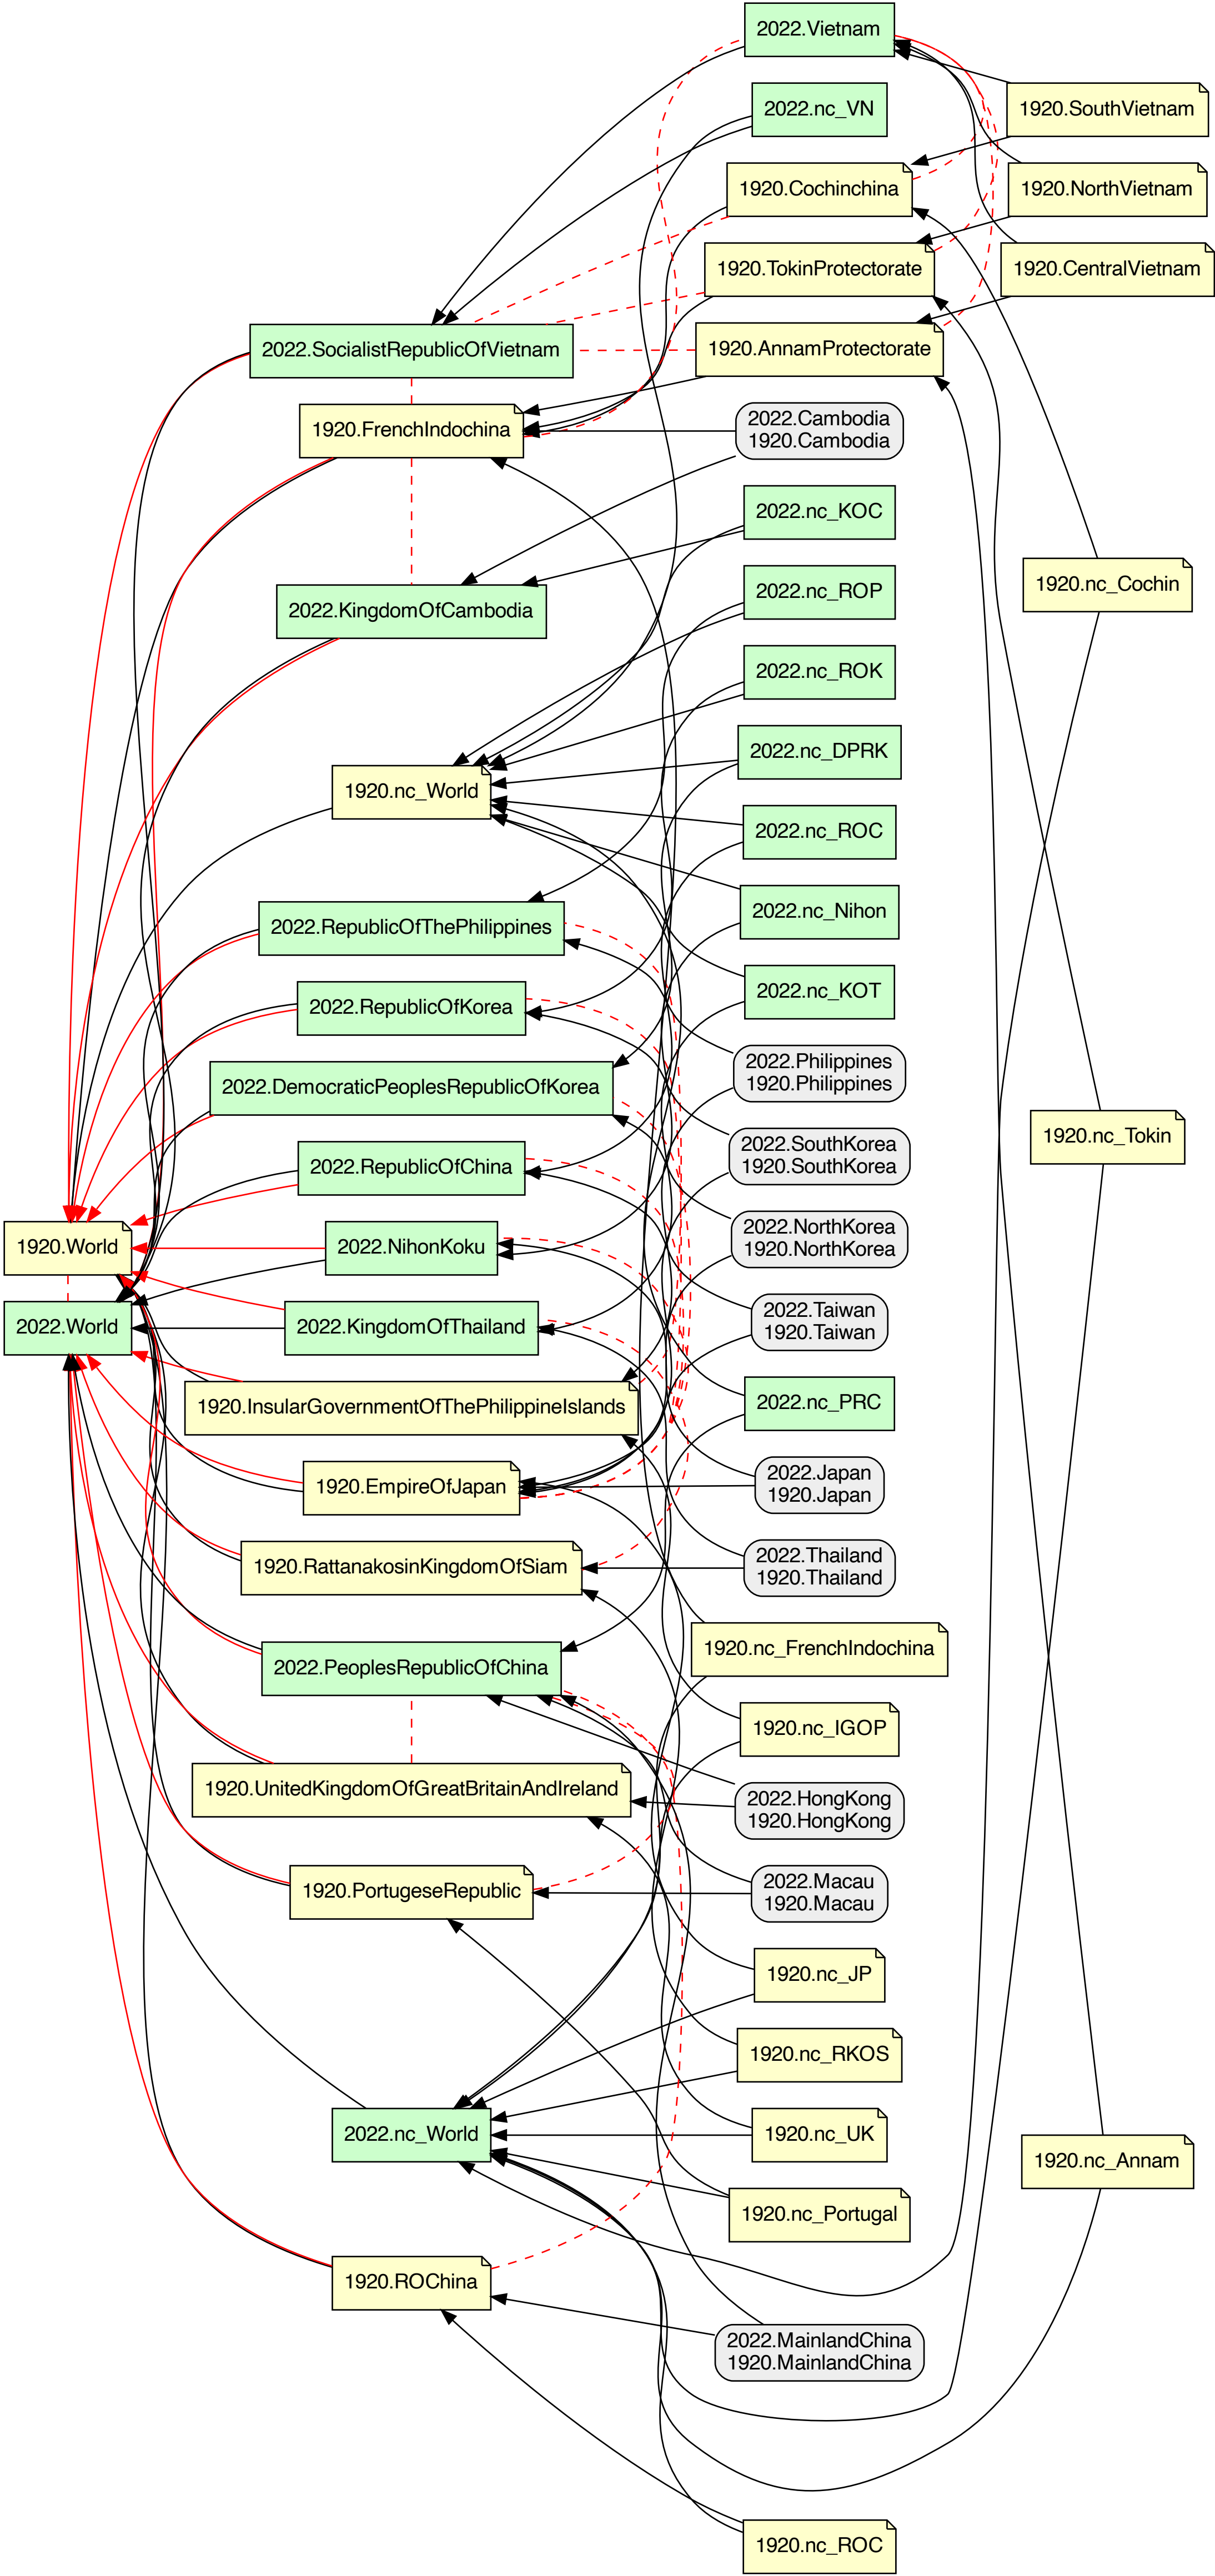 2022.Vietnam
2022.nc_VN
1920.SouthVietnam
1920.Cochinchina
1920.NorthVietnam
1920.TokinProtectorate
1920.CentralVietnam
2022.SocialistRepublicOfVietnam
1920.AnnamProtectorate
1920.FrenchIndochina
2022.Cambodia
1920.Cambodia
2022.nc_KOC
1920.nc_Cochin
2022.nc_ROP
2022.KingdomOfCambodia
2022.nc_ROK
2022.nc_DPRK
1920.nc_World
2022.nc_ROC
2022.nc_Nihon
2022.RepublicOfThePhilippines
2022.nc_KOT
2022.RepublicOfKorea
2022.Philippines
1920.Philippines
2022.DemocraticPeoplesRepublicOfKorea
1920.nc_Tokin
2022.SouthKorea
1920.SouthKorea
2022.RepublicOfChina
2022.NorthKorea
1920.NorthKorea
1920.World
2022.NihonKoku
2022.Taiwan
1920.Taiwan
2022.World
2022.KingdomOfThailand
2022.nc_PRC
1920.InsularGovernmentOfThePhilippineIslands
2022.Japan
1920.Japan
1920.EmpireOfJapan
2022.Thailand
1920.Thailand
1920.RattanakosinKingdomOfSiam
1920.nc_FrenchIndochina
2022.PeoplesRepublicOfChina
1920.nc_IGOP
1920.UnitedKingdomOfGreatBritainAndIreland
2022.HongKong
1920.HongKong
2022.Macau
1920.Macau
1920.PortugeseRepublic
1920.nc_JP
1920.nc_RKOS
2022.nc_World
1920.nc_UK
1920.nc_Annam
1920.nc_Portugal
1920.ROChina
2022.MainlandChina
1920.MainlandChina
1920.nc_ROC